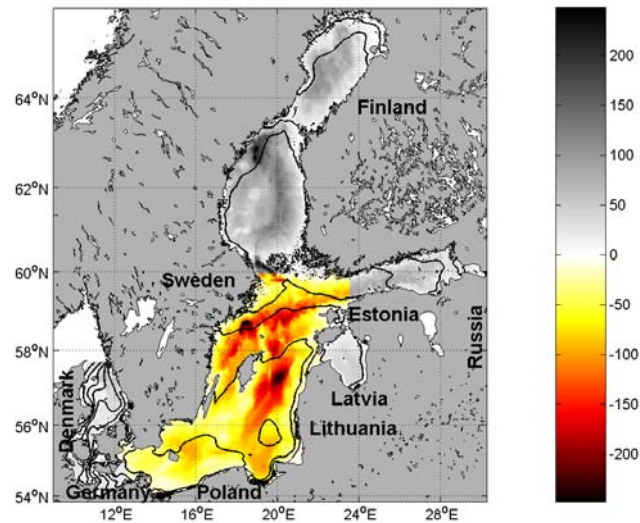 64°N
62°N
60°N
58°N
56°N
54°N
12°E
16°E
20°E
24°E
28°E
Finland
Sweden
Estonia
Russia
Latvia
Lithuania
Denmark
Germany
Poland
200
150
100
50
0
-50
-100
-150
-200